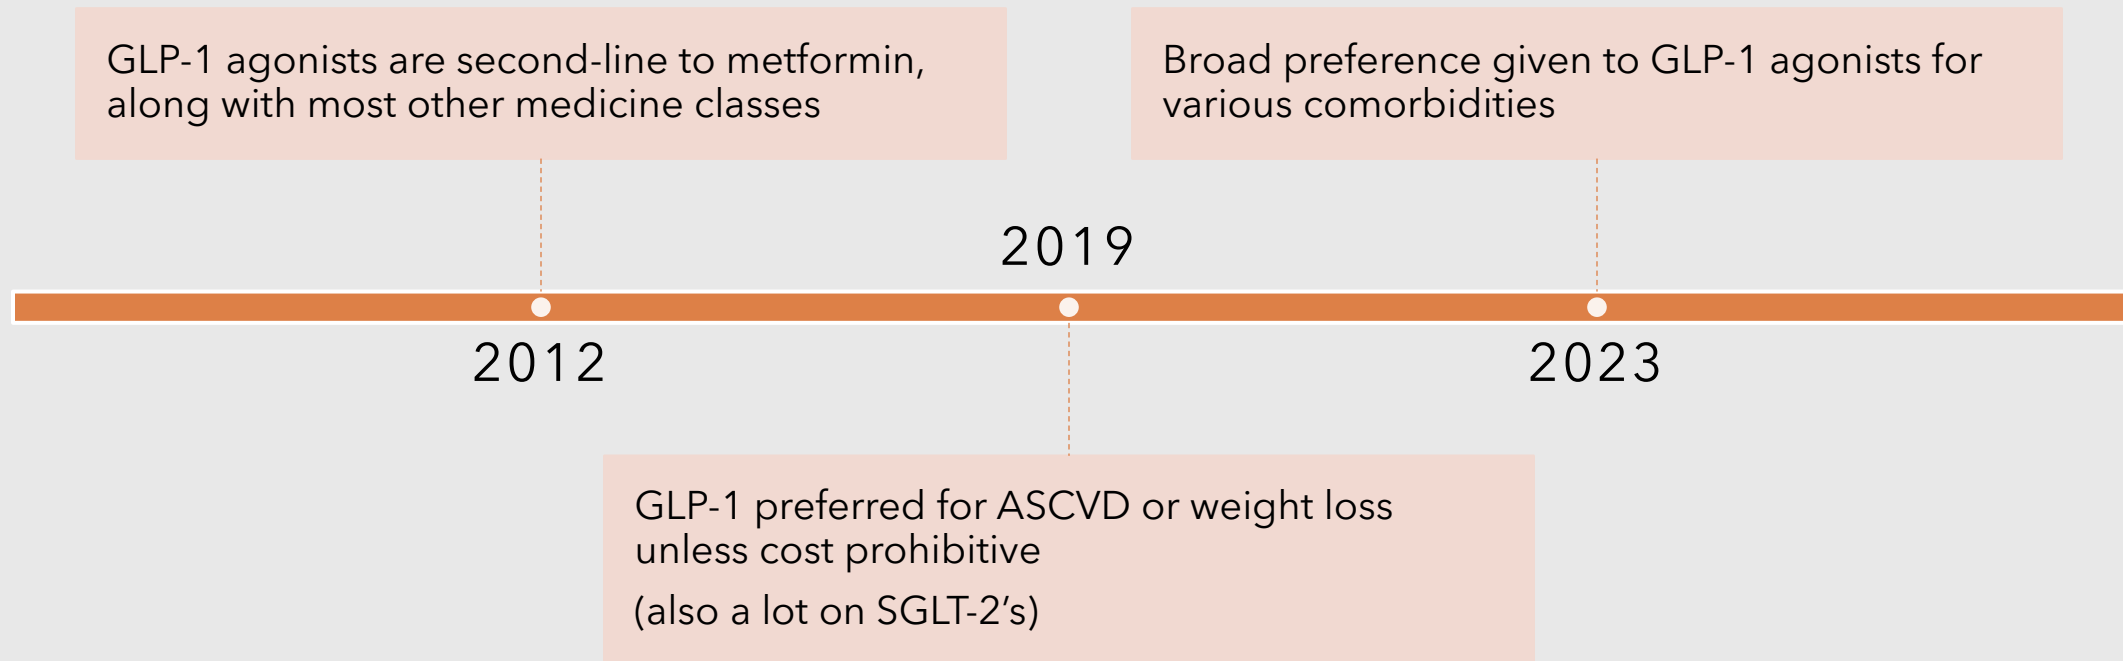 GLP-1 agonists are second-line to metformin,
along with most other medicine classes
Broad preference given to GLP-1 agonists for
various comorbidities
2019
2012
2023
GLP-1 preferred for ASCVD or weight loss
unless cost prohibitive
(also a lot on SGLT-2’s)